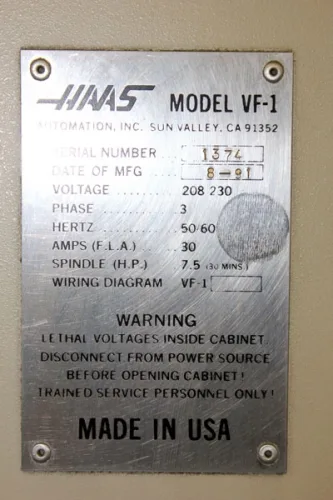 HAAS MODEL VF-1
AUTOMATION, INC. SUN VALLEY, CA 91352
SERIAL NUMBER ... 1374
DATE OF MFG ..... 8-91
VOLTAGE ......... 208 230
PHASE ........... 3
HERTZ ........... 50/60
AMPS (F.L.A.) ... 30
SPINDLE (H.P.) .. 7.5 (30 MINS.)
WIRING DIAGRAM VF-1
WARNING
LETHAL VOLTAGES INSIDE CABINET
DISCONNECT FROM POWER SOURCE
BEFORE OPENING CABINET!
TRAINED SERVICE PERSONNEL ONLY!
MADE IN USA